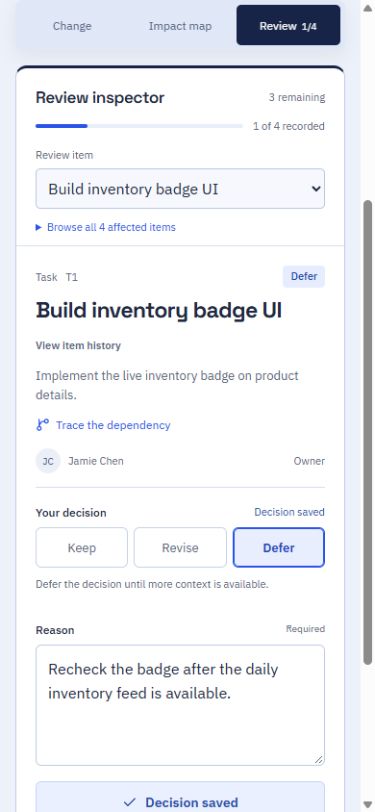 Change Impact map Review 1/4
Review inspector 3 remaining
1 of 4 recorded
Review item
Build inventory badge UI
Browse all 4 affected items
Task T1 Defer
Build inventory badge UI
View item history
Implement the live inventory badge on product
details.
Trace the dependency
JC Jamie Chen Owner
Your decision Decision saved
Keep Revise Defer
Defer the decision until more context is available.
Reason Required
Recheck the badge after the daily
inventory feed is available.
Decision saved